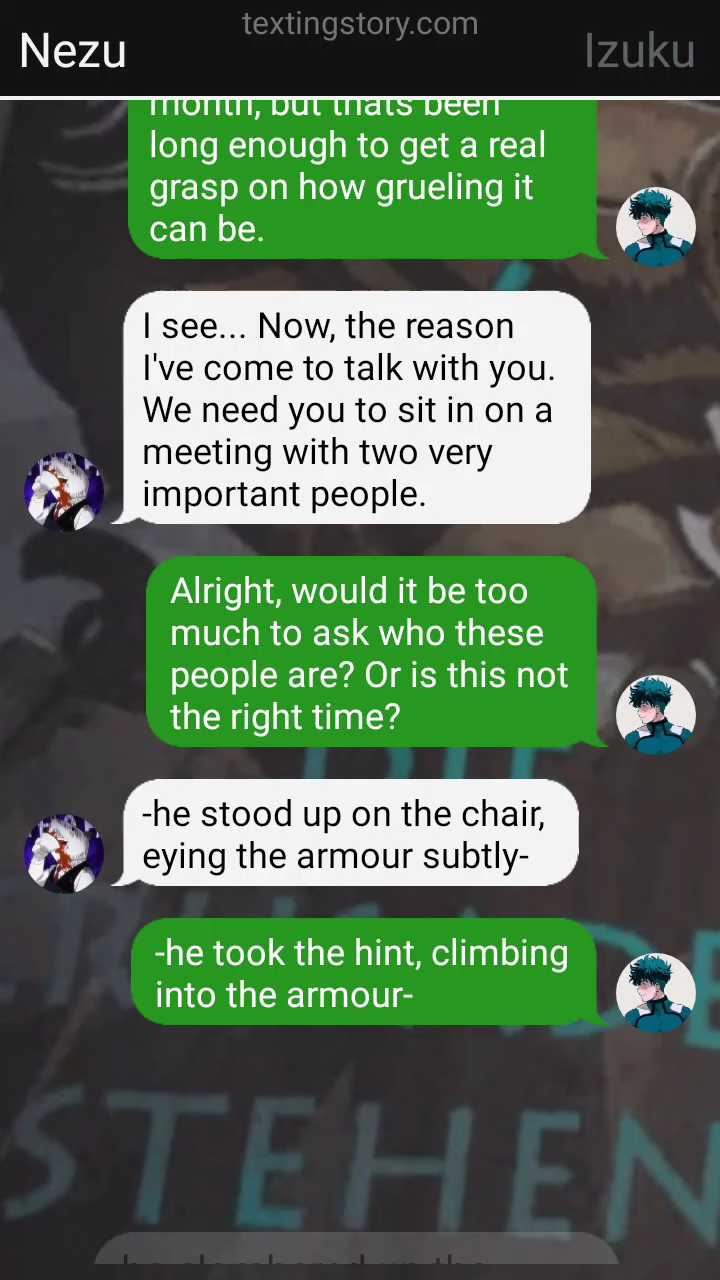 textingstory.com
Nezu
Izuku
month, but thats been
long enough to get a real
grasp on how grueling it
can be.
I see... Now, the reason
I've come to talk with you.
We need you to sit in on a
meeting with two very
important people.
Alright, would it be too
much to ask who these
people are? Or is this not
the right time?
DIE
-he stood up on the chair,
eying the armour subtly-
-he took the hint, climbing
into the armour-
STEHEN